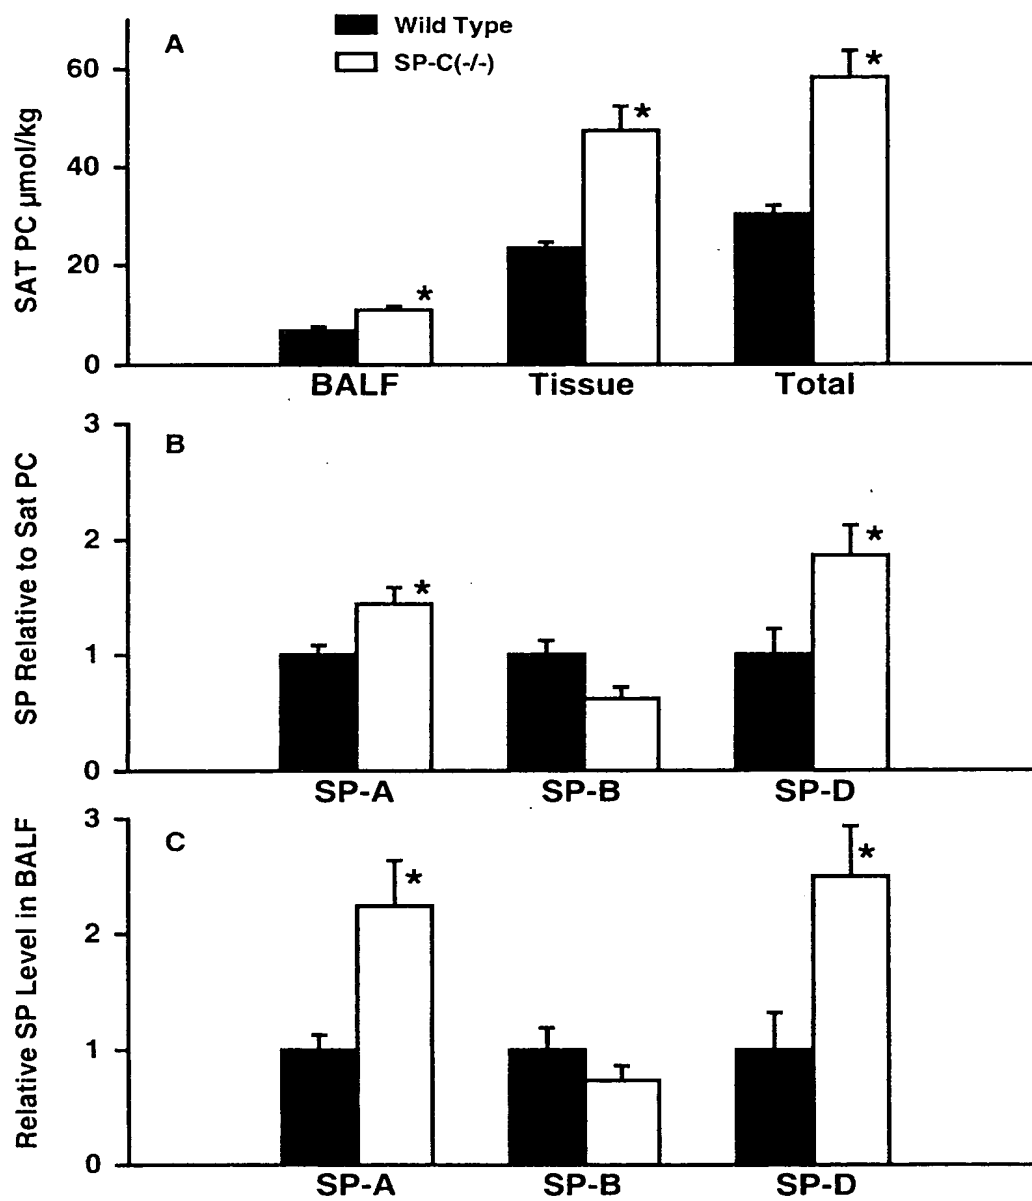 A
Wild Type
SP-C(-/-)
SAT PC µmol/kg
60
40
20
0
*
*
*
BALF Tissue Total
B
SP Relative to Sat PC
3
2
1
0
*
*
SP-A SP-B SP-D
C
Relative SP Level in BALF
3
2
1
0
*
*
SP-A SP-B SP-D